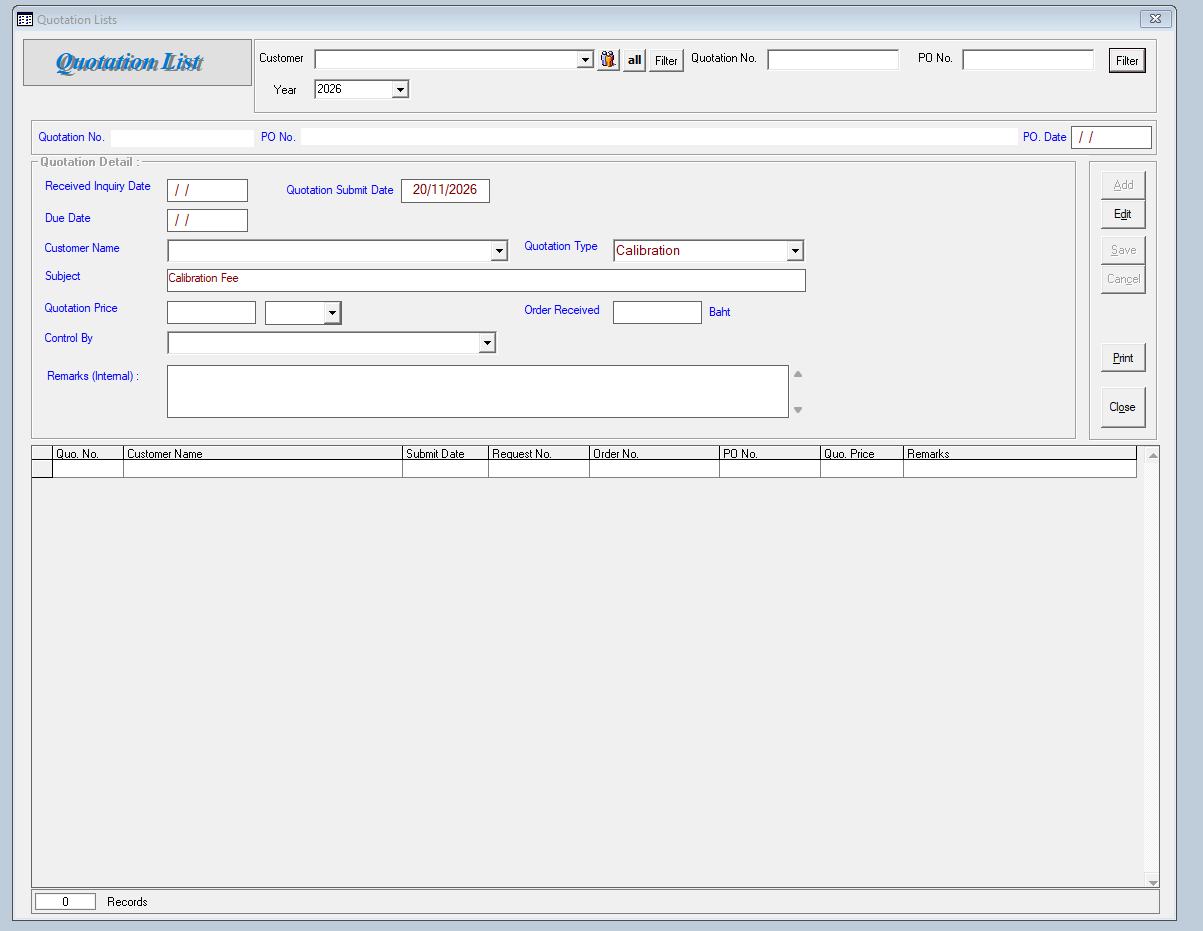 Quotation Lists
Quotation List
Customer all Filter Quotation No. PO No. Filter
Year 2026
Quotation No. PO No. PO. Date / /
Quotation Detail :
Received Inquiry Date / / Quotation Submit Date 20/11/2026
Add
Due Date / /
Edit
Customer Name Quotation Type Calibration
Save
Subject Calibration Fee
Cancel
Quotation Price Order Received Baht
Control By
Print
Remarks (Internal) :
Close
Quo. No. Customer Name Submit Date Request No. Order No. PO No. Quo. Price Remarks
0 Records